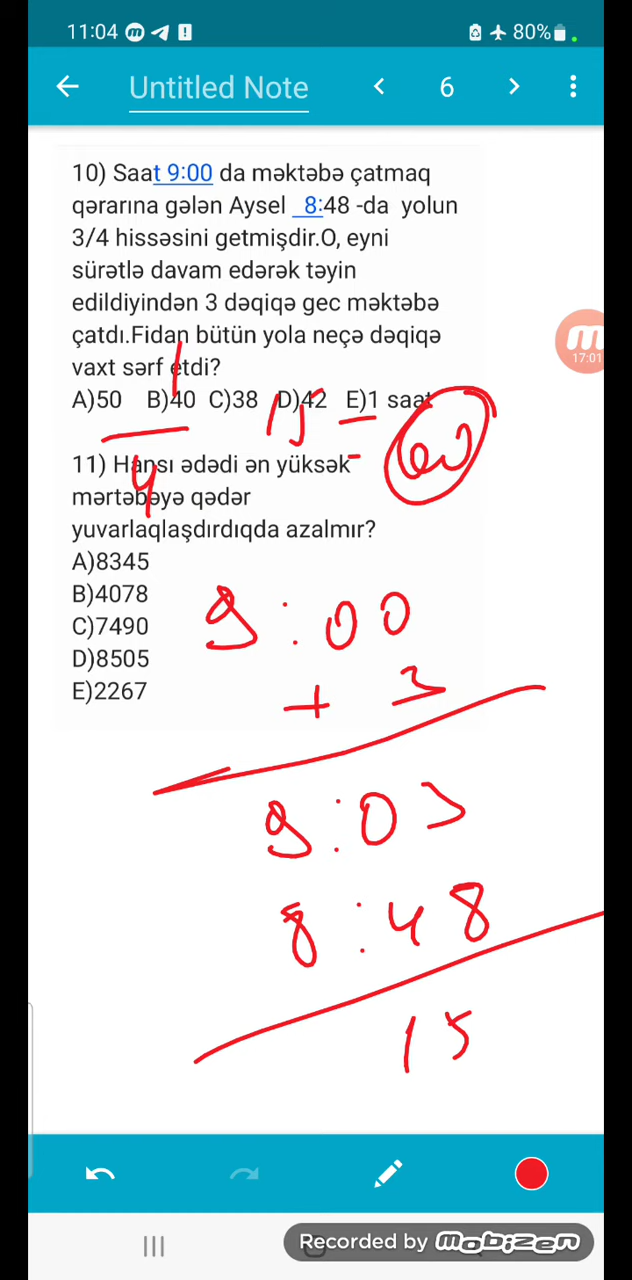 11:04 80%
Untitled Note 6
10) Saat 9:00 da məktəbə çatmaq
qərarına gələn Aysel 8:48 -da yolun
3/4 hissəsini getmişdir.O, eyni
sürətlə davam edərək təyin
edildiyindən 3 dəqiqə gec məktəbə
çatdı.Fidan bütün yola neçə dəqiqə
vaxt sərf etdi?
A)50 B)40 C)38 D)42 E)1 saat
1
4
15
60
11) Hansı ədədi ən yüksək
mərtəbəyə qədər
yuvarlaqlaşdırdıqda azalmır?
A)8345
B)4078
C)7490
D)8505
E)2267
9:00
+ 3
9:03
8:48
15
m
17:01
Recorded by mobizen